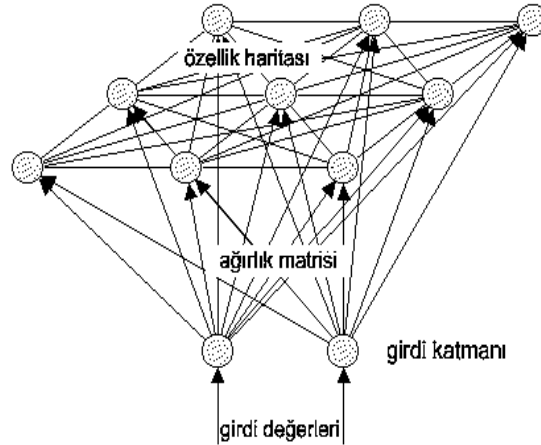 özellik haritası
ağırlık matrisi
girdi katmanı
girdi değerleri